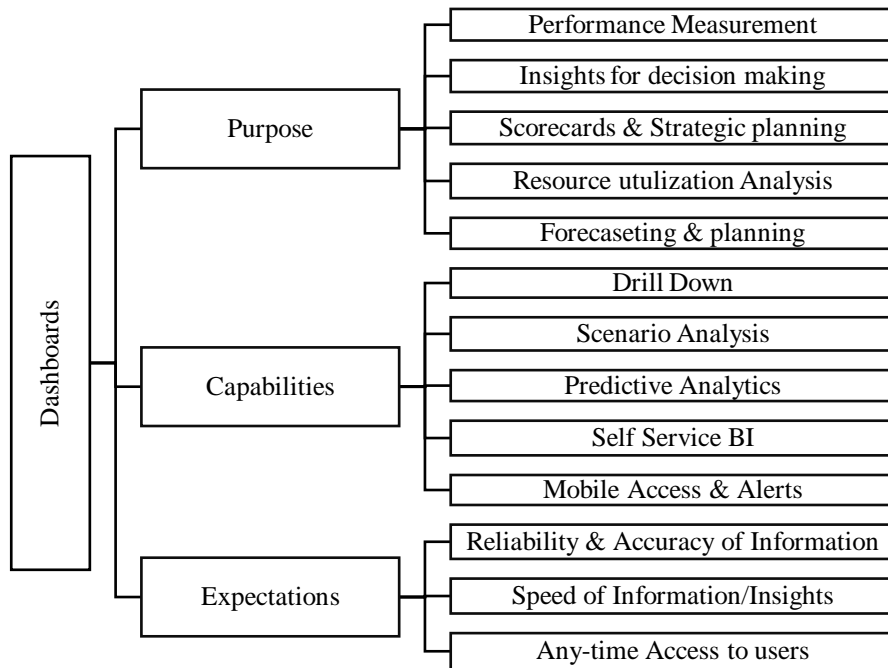 Dashboards
Purpose
Performance Measurement
Insights for decision making
Scorecards & Strategic planning
Resource utulization Analysis
Forecaseting & planning
Capabilities
Drill Down
Scenario Analysis
Predictive Analytics
Self Service BI
Mobile Access & Alerts
Expectations
Reliability & Accuracy of Information
Speed of Information/Insights
Any-time Access to users